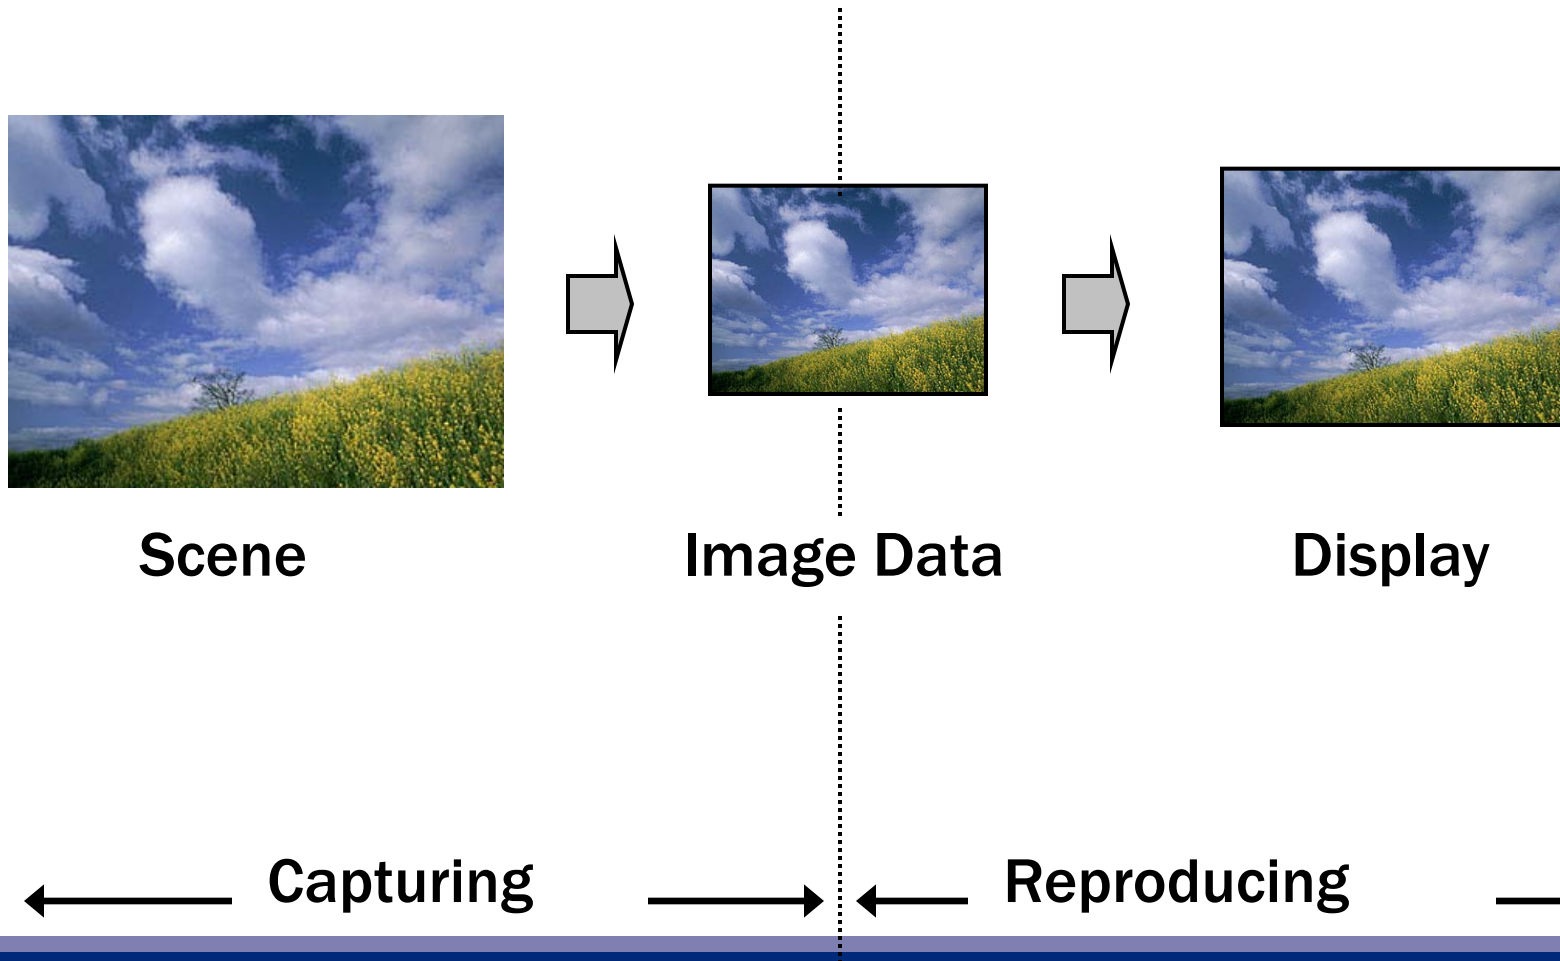 Scene
Image Data
Display
Capturing
Reproducing